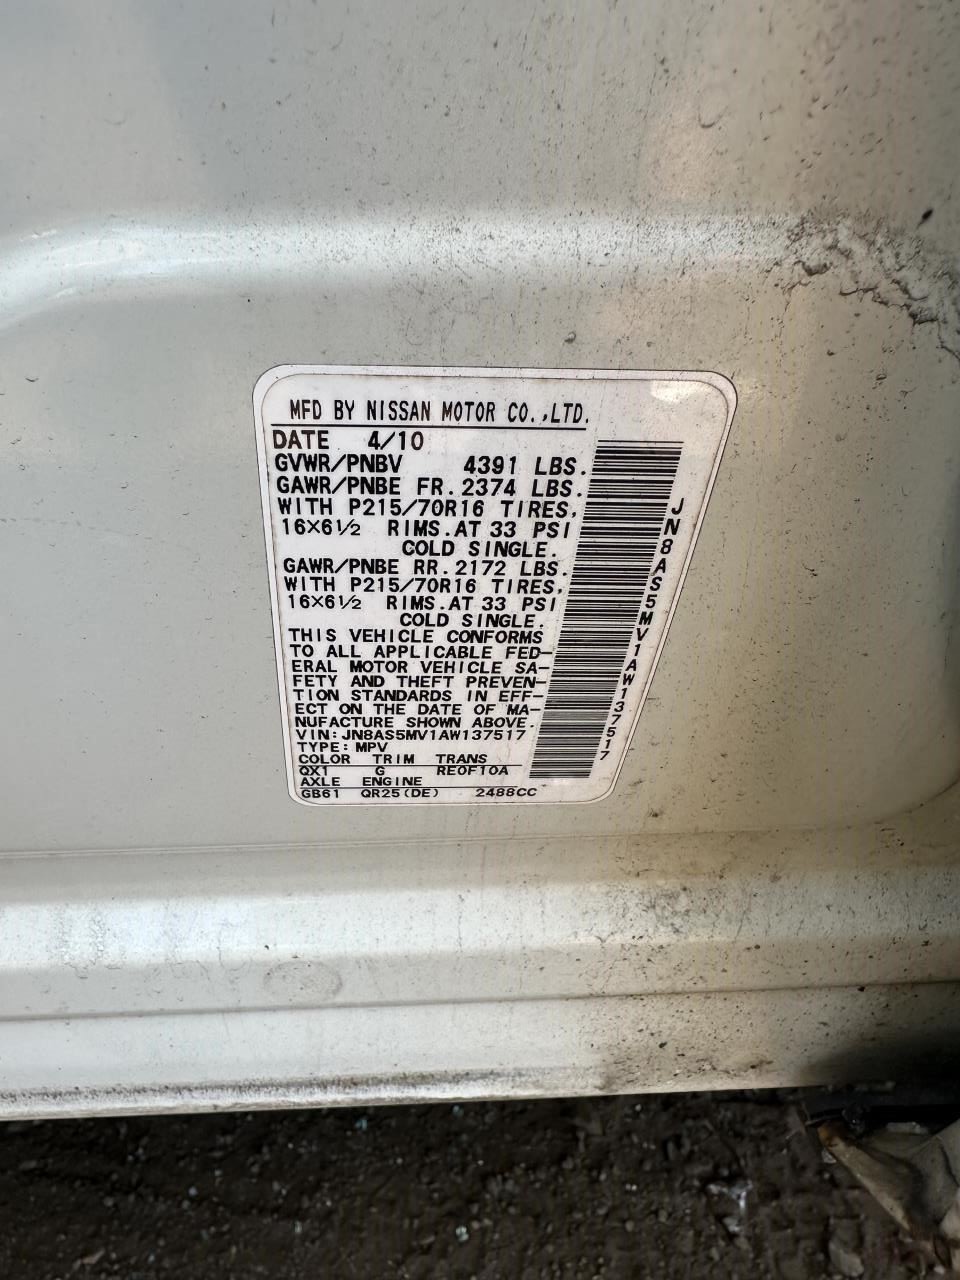 MFD BY NISSAN MOTOR CO.,LTD.
DATE 4/10
GVWR/PNBV 4391 LBS.
GAWR/PNBE FR. 2374 LBS.
WITH P215/70R16 TIRES,
16×6½ RIMS. AT 33 PSI
COLD SINGLE.
GAWR/PNBE RR. 2172 LBS.
WITH P215/70R16 TIRES,
16×6½ RIMS. AT 33 PSI
COLD SINGLE.
THIS VEHICLE CONFORMS
TO ALL APPLICABLE FED-
ERAL MOTOR VEHICLE SA-
FETY AND THEFT PREVEN-
TION STANDARDS IN EFF-
ECT ON THE DATE OF MA-
NUFACTURE SHOWN ABOVE.
VIN: JN8AS5MV1AW137517
TYPE: MPV
COLOR TRIM TRANS
QX1 G RE0F10A
AXLE ENGINE
GB61 QR25(DE) 2488CC
JN8AS5MV1AW137517